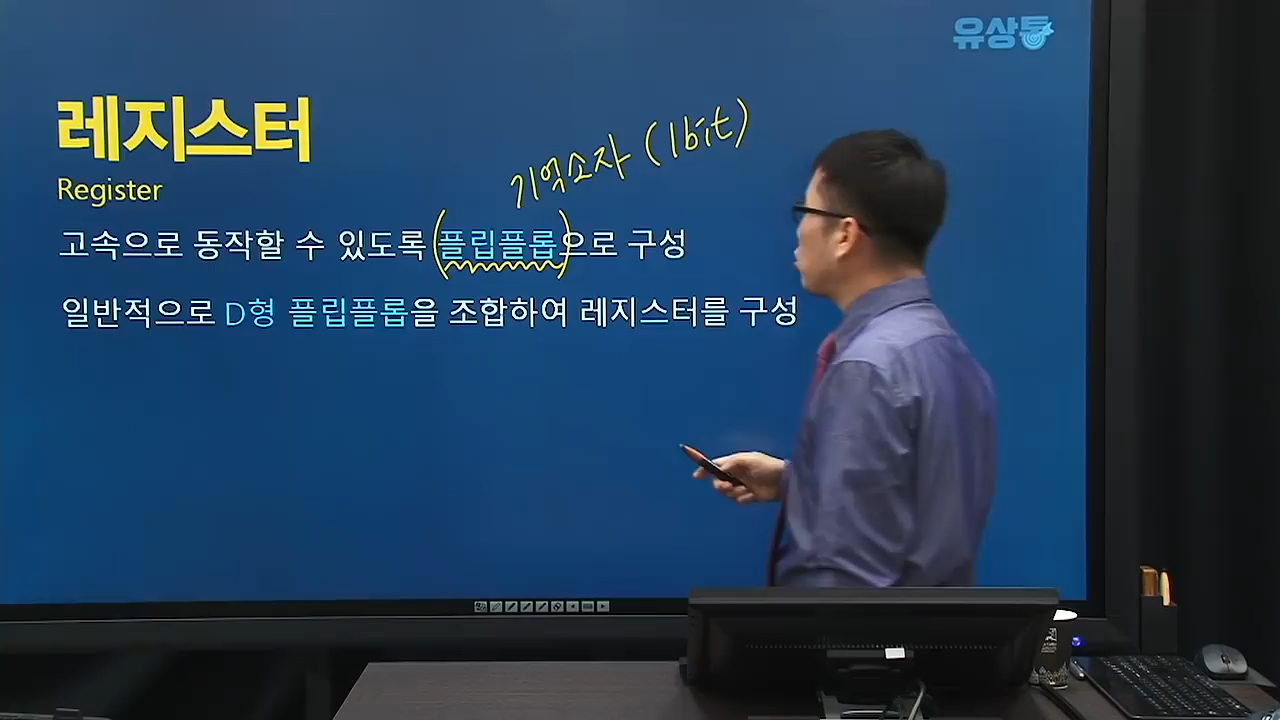 유상통
레지스터
Register
기억소자 (1bit)
고속으로 동작할 수 있도록 (플립플롭)으로 구성
일반적으로 D형 플립플롭을 조합하여 레지스터를 구성